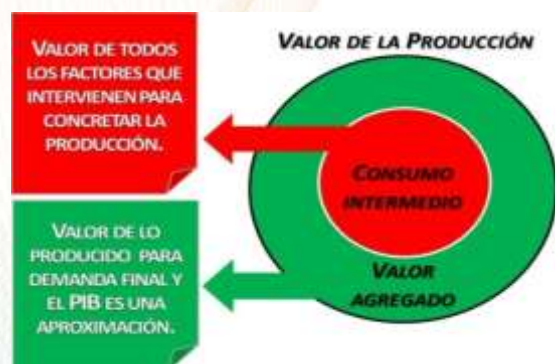 VALOR DE TODOS
LOS FACTORES QUE
INTERVIENEN PARA
CONCRETAR LA
PRODUCCIÓN.
VALOR DE LA PRODUCCIÓN
CONSUMO
INTERMEDIO
VALOR
AGREGADO
VALOR DE LO
PRODUCIDO PARA
DEMANDA FINAL Y
EL PIB ES UNA
APROXIMACIÓN.